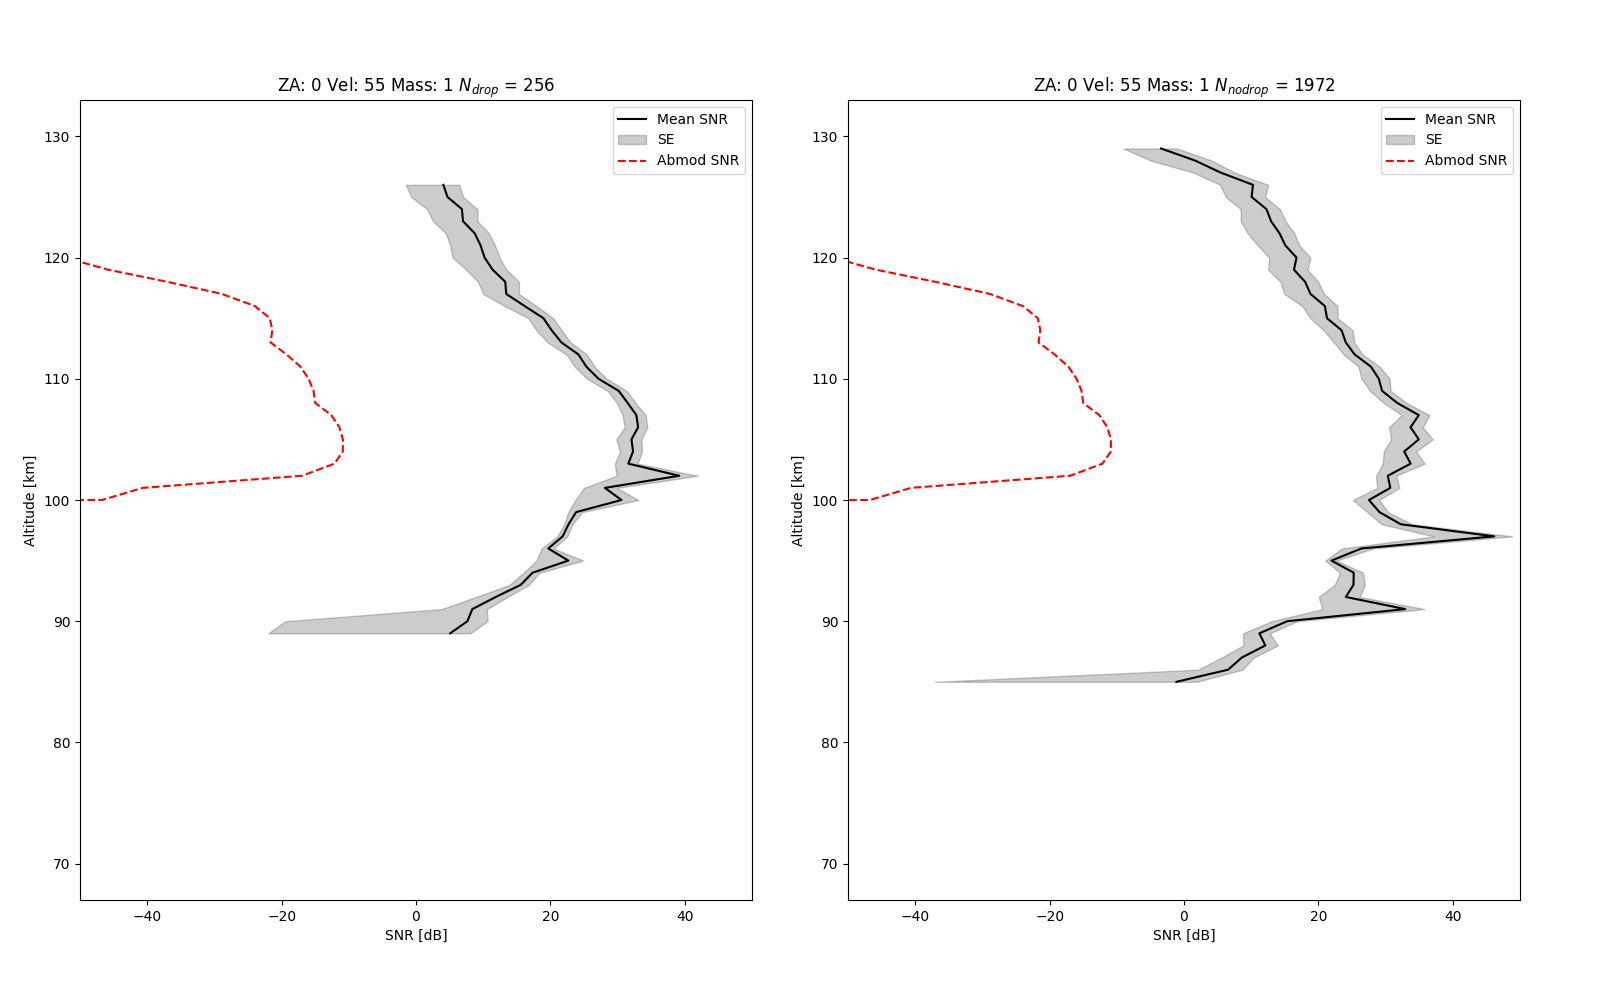 ZA: 0 Vel: 55 Mass: 1 N_drop = 256
Mean SNR
SE
Abmod SNR
130
120
110
100
90
80
70
Altitude [km]
−40
−20
0
20
40
SNR [dB]
ZA: 0 Vel: 55 Mass: 1 N_nodrop = 1972
Mean SNR
SE
Abmod SNR
130
120
110
100
90
80
70
Altitude [km]
−40
−20
0
20
40
SNR [dB]